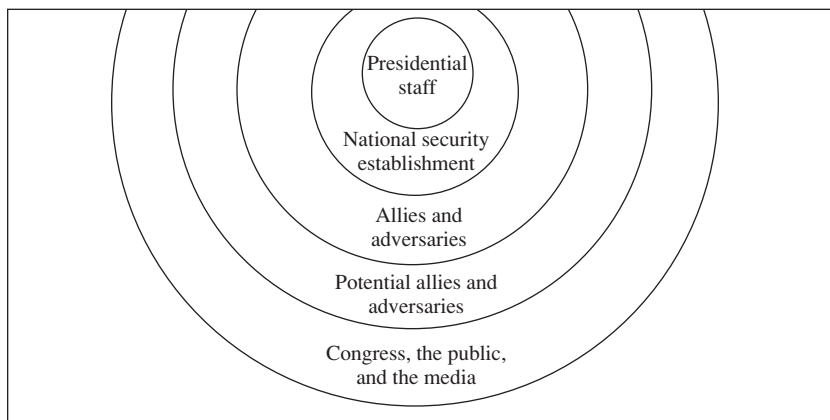 Presidential
staff
National security
establishment
Allies and
adversaries
Potential allies and
adversaries
Congress, the public,
and the media